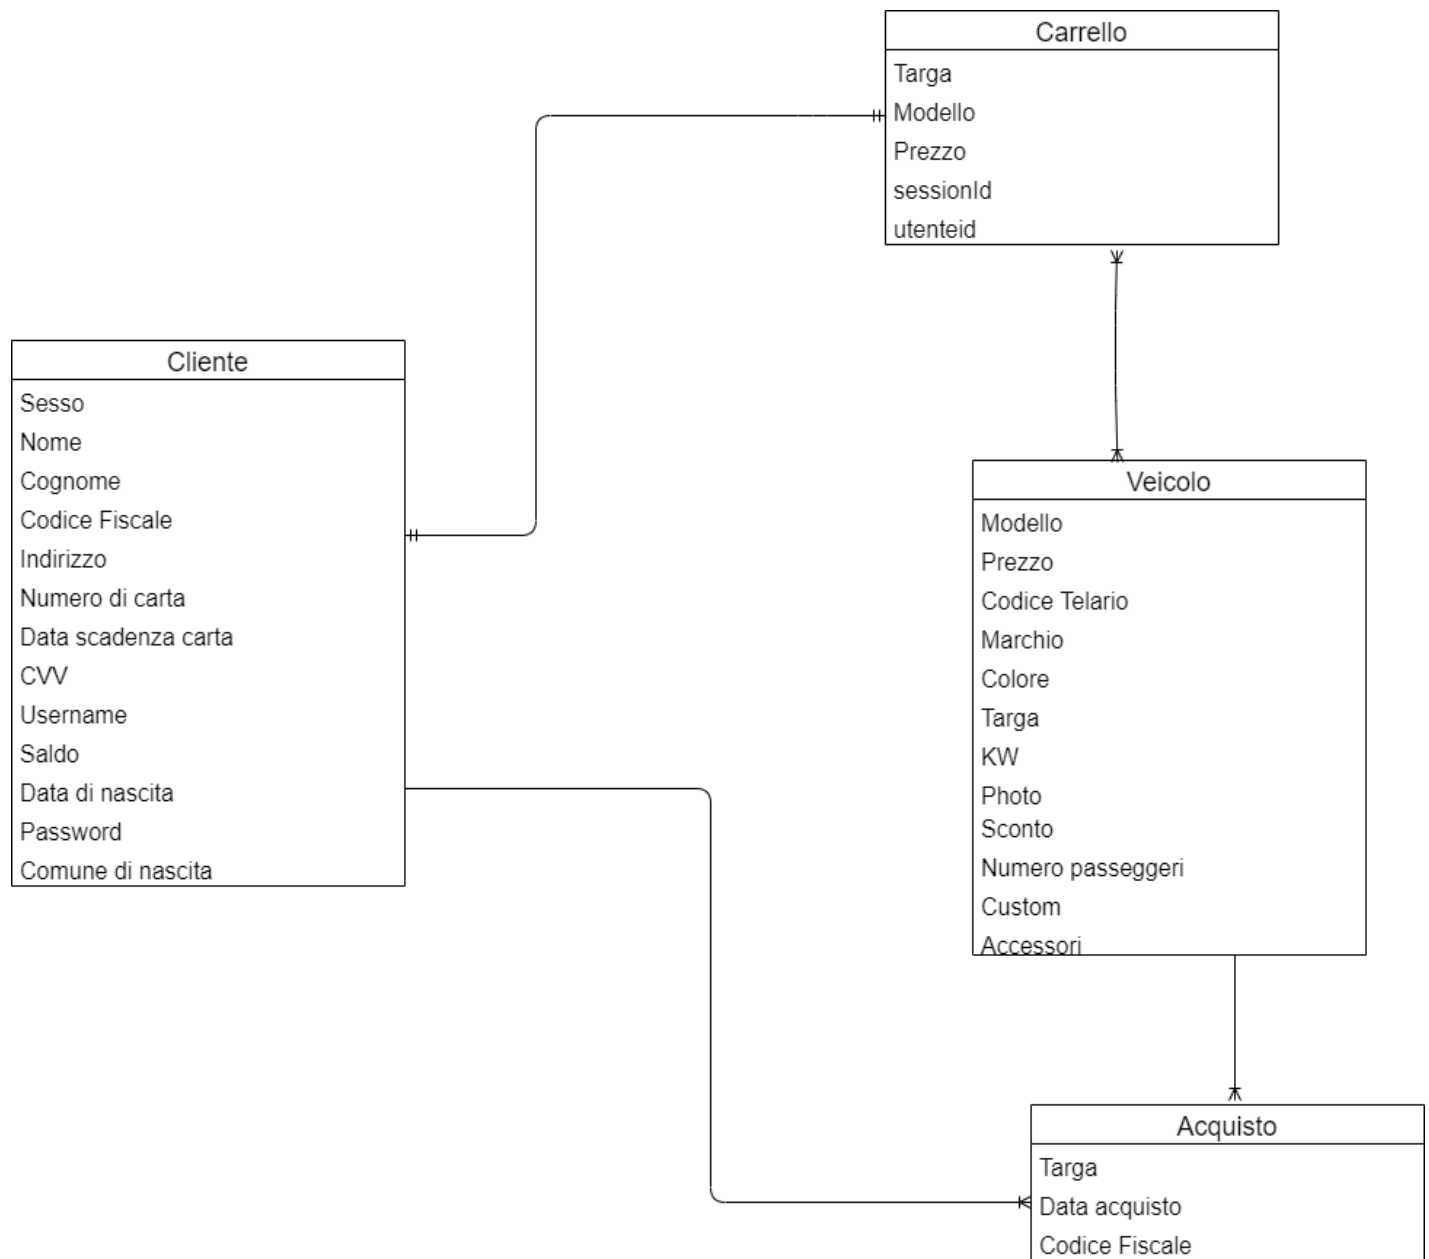 Carrello
Targa
Modello
Prezzo
sessionId
utenteid
Cliente
Sesso
Nome
Cognome
Codice Fiscale
Indirizzo
Numero di carta
Data scadenza carta
CVV
Username
Saldo
Data di nascita
Password
Comune di nascita
Veicolo
Modello
Prezzo
Codice Telario
Marchio
Colore
Targa
KW
Photo
Sconto
Numero passeggeri
Custom
Accessori
Acquisto
Targa
Data acquisto
Codice Fiscale